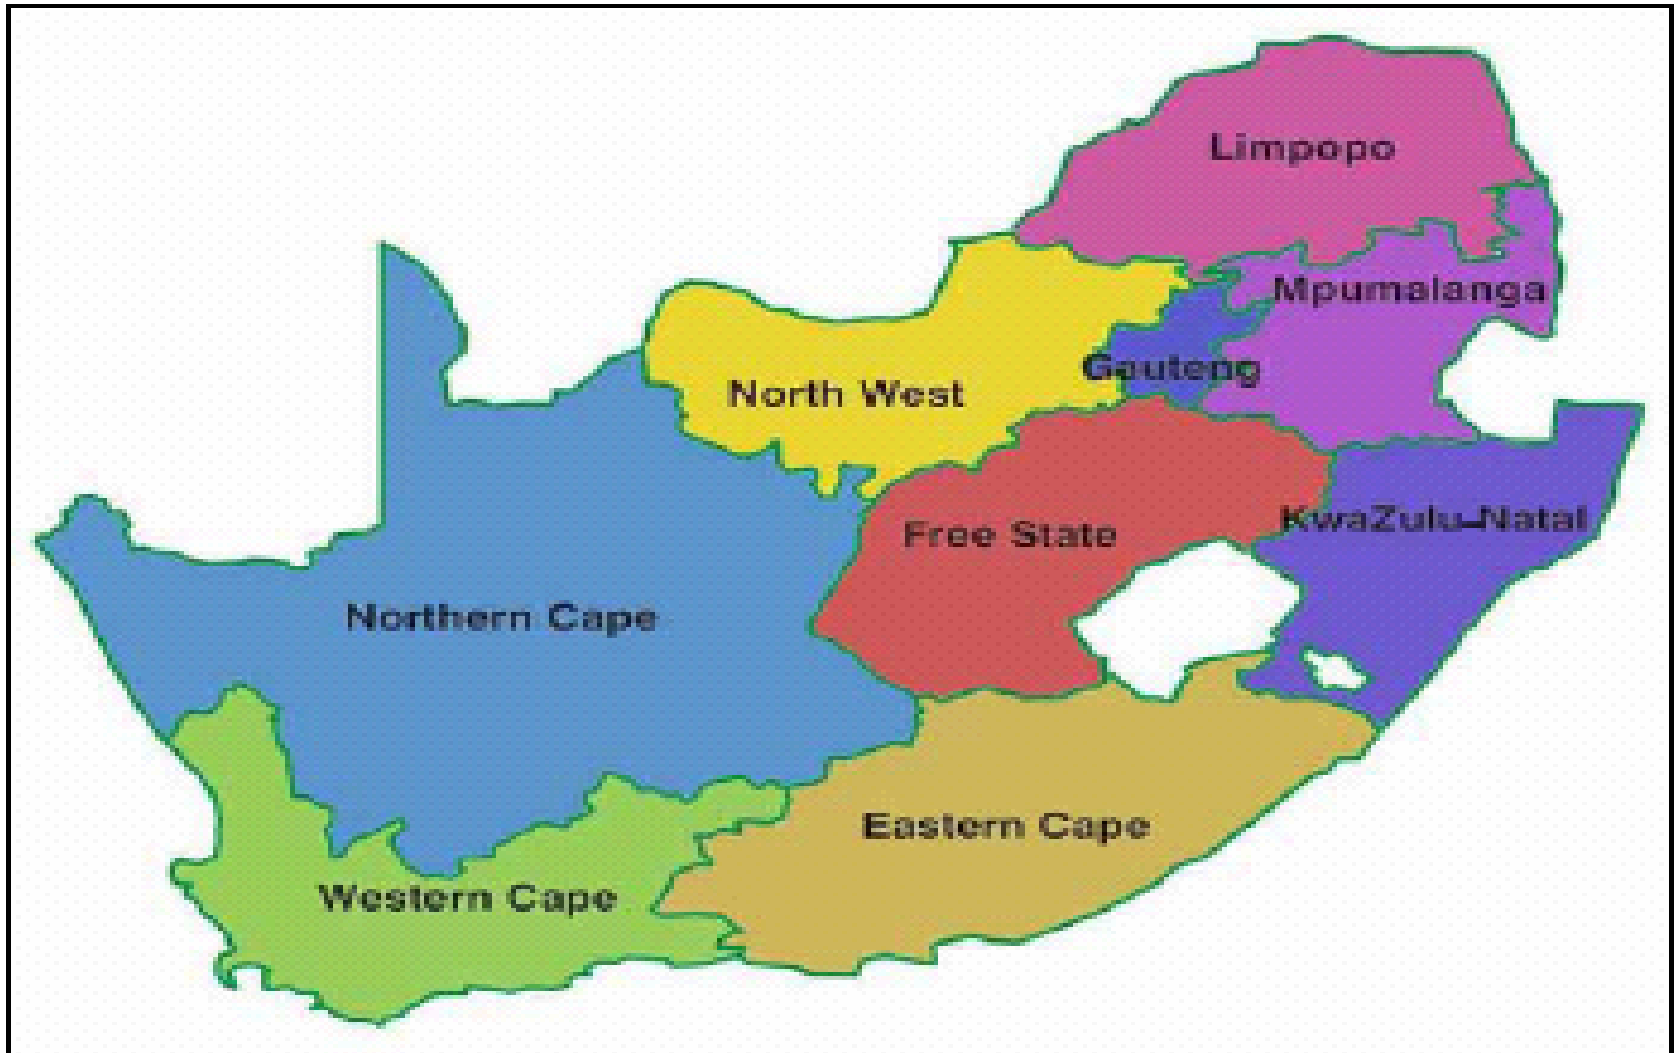 Limpopo
Mpumalanga
Gauteng
North West
KwaZulu-Natal
Free State
Northern Cape
Eastern Cape
Western Cape